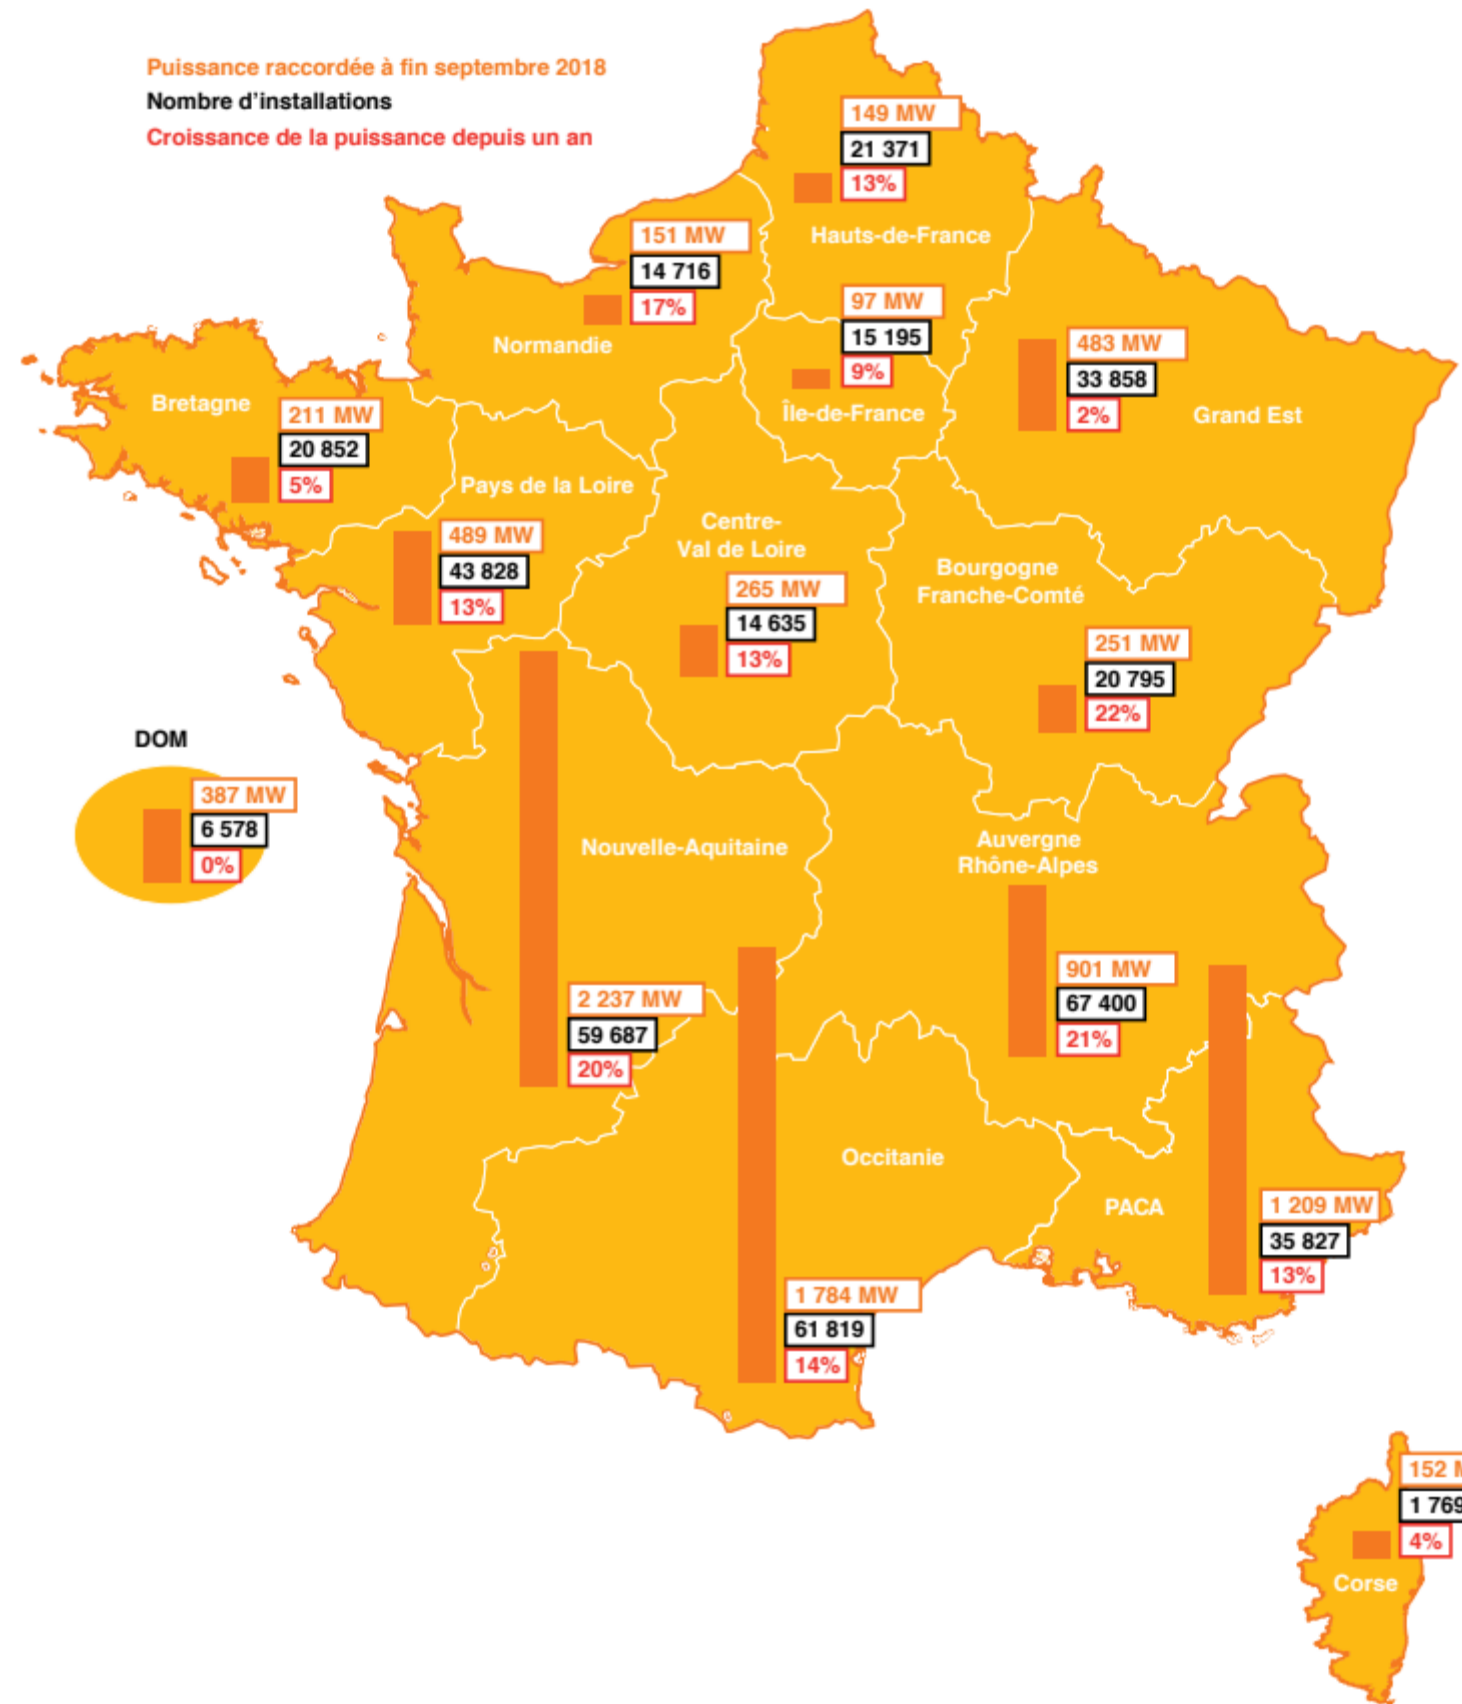 Puissance raccordée à fin septembre 2018
Nombre d'installations
Croissance de la puissance depuis un an
149 MW
21 371
13%
Hauts-de-France
151 MW
14 716
17%
Normandie
97 MW
15 195
9%
Île-de-France
483 MW
33 858
2%
Grand Est
Bretagne
211 MW
20 852
5%
Pays de la Loire
489 MW
43 828
13%
Centre-
Val de Loire
265 MW
14 635
13%
Bourgogne
Franche-Comté
251 MW
20 795
22%
DOM
387 MW
6 578
0%
Nouvelle-Aquitaine
2 237 MW
59 687
20%
Auvergne
Rhône-Alpes
901 MW
67 400
21%
Occitanie
1 784 MW
61 819
14%
PACA
1 209 MW
35 827
13%
152 M
1 769
4%
Corse